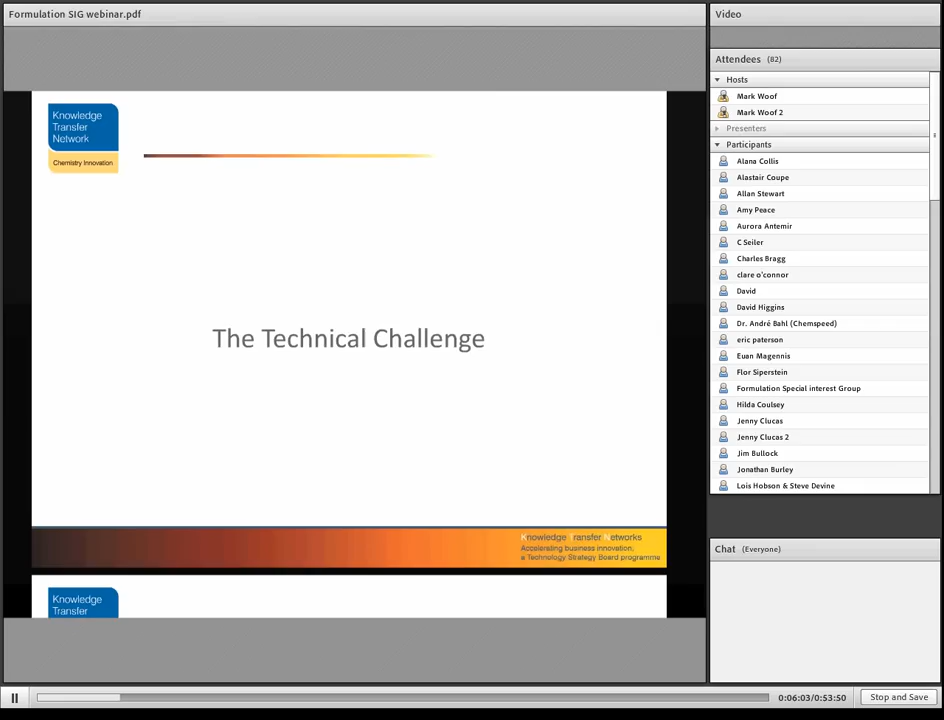 Formulation SIG webinar.pdf
Knowledge
Transfer
Network
Chemistry Innovation
The Technical Challenge
Knowledge Transfer Networks
Accelerating business innovation;
a Technology Strategy Board programme
Knowledge
Transfer
Video
Attendees (82)
Hosts
Mark Woof
Mark Woof 2
Presenters
Participants
Alana Collis
Alastair Coupe
Allan Stewart
Amy Peace
Aurora Antemir
C Seiler
Charles Bragg
clare o'connor
David
David Higgins
Dr. André Bahl (Chemspeed)
eric paterson
Euan Magennis
Flor Siperstein
Formulation Special interest Group
Hilda Coulsey
Jenny Clucas
Jenny Clucas 2
Jim Bullock
Jonathan Burley
Lois Hobson & Steve Devine
Chat (Everyone)
0:06:03/0:53:50
Stop and Save